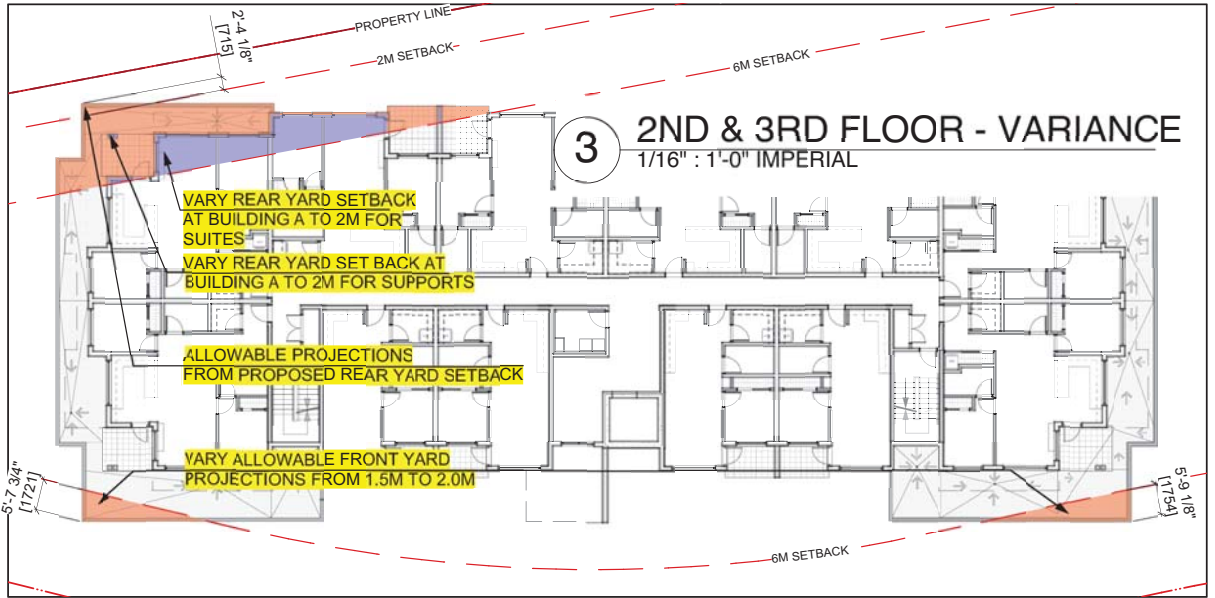 PROPERTY LINE
2'-4 1/8"
[715]
2M SETBACK
6M SETBACK
3
2ND & 3RD FLOOR - VARIANCE
1/16" : 1'-0" IMPERIAL
VARY REAR YARD SETBACK
AT BUILDING A TO 2M FOR
SUITES
VARY REAR YARD SET BACK AT
BUILDING A TO 2M FOR SUPPORTS
ALLOWABLE PROJECTIONS
FROM PROPOSED REAR YARD SETBACK
VARY ALLOWABLE FRONT YARD
PROJECTIONS FROM 1.5M TO 2.0M
5'-7 3/4"
[1721]
5'-9 1/8"
[1754]
6M SETBACK